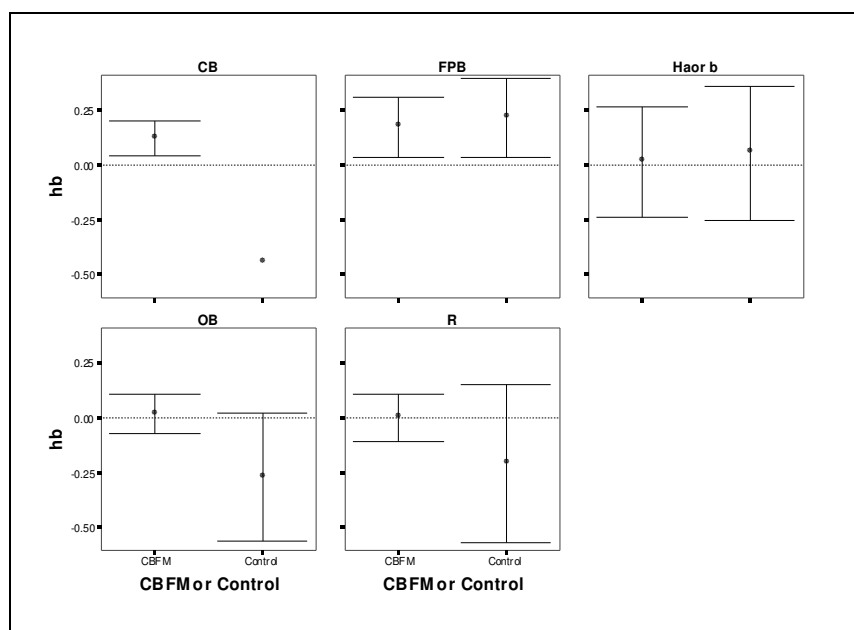 CB FPB Haor b
hb
0.25
0.00
-0.25
-0.50
OB R
hb
0.25
0.00
-0.25
-0.50
CBFM Control CBFM Control
CBFM or Control CBFM or Control